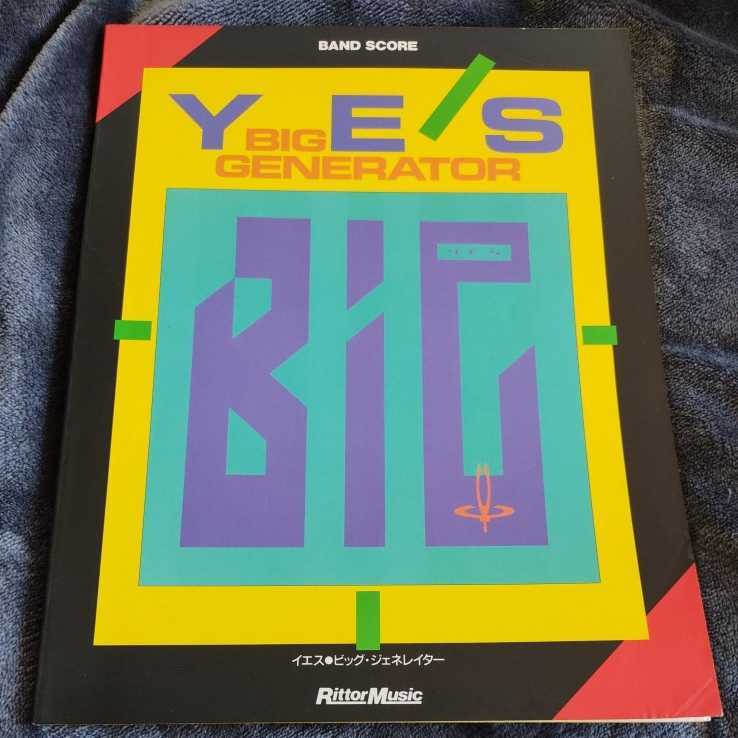 BAND SCORE
YES
BIG
GENERATOR
BIG
イエス●ビッグ・ジェネレイター
RittorMusic